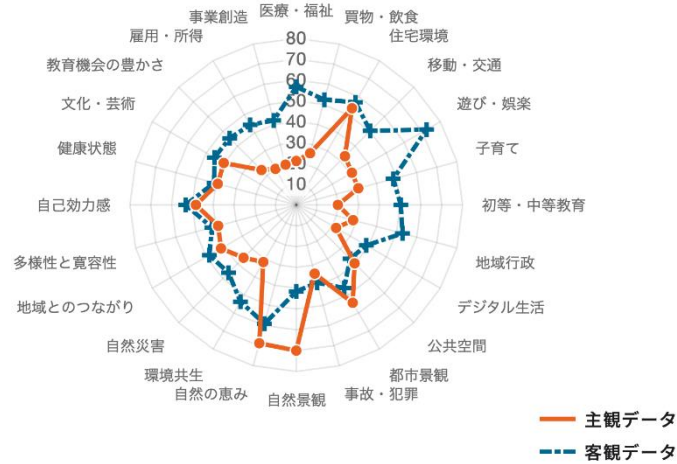 医療・福祉
買物・飲食
住宅環境
移動・交通
遊び・娯楽
子育て
初等・中等教育
地域行政
デジタル生活
公共空間
都市景観
事故・犯罪
自然景観
自然の恵み
環境共生
自然災害
地域とのつながり
多様性と寛容性
自己効力感
健康状態
文化・芸術
教育機会の豊かさ
雇用・所得
事業創造
80
70
60
50
40
30
20
10
主観データ
客観データ